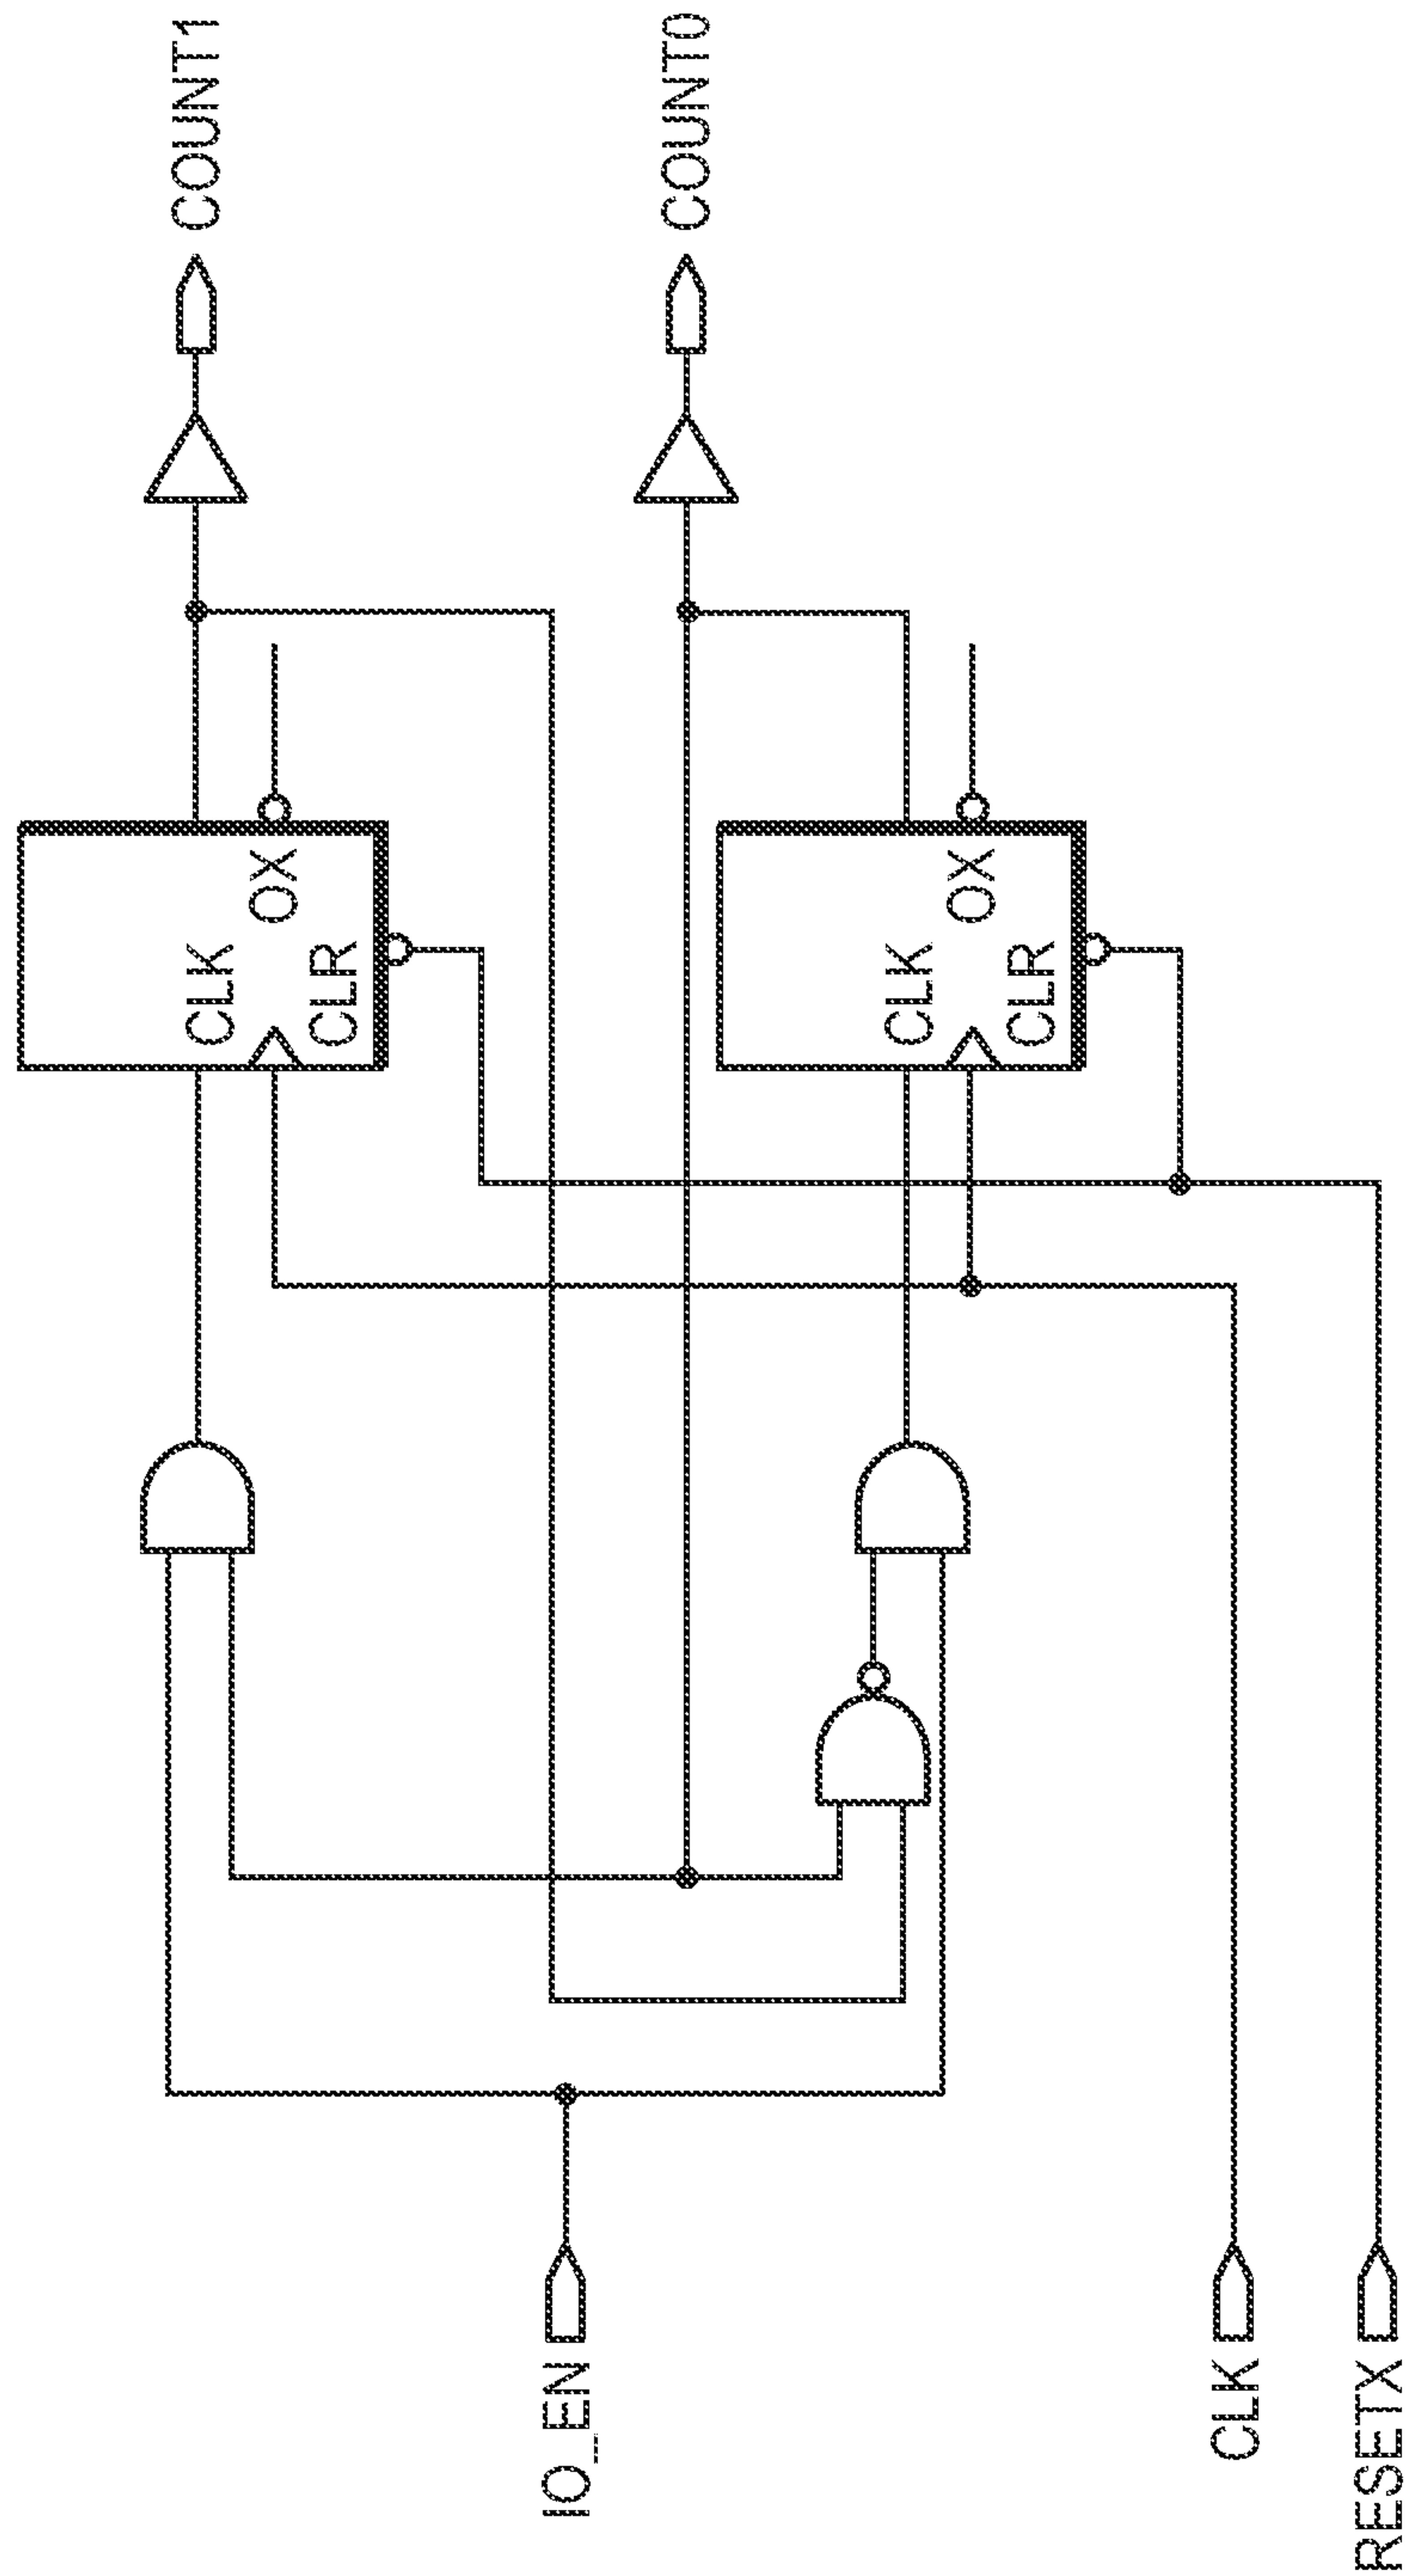 COUNT1
COUNT0
CLK
OX
CLR
CLK
OX
CLR
IO_EN
CLK
RESETX